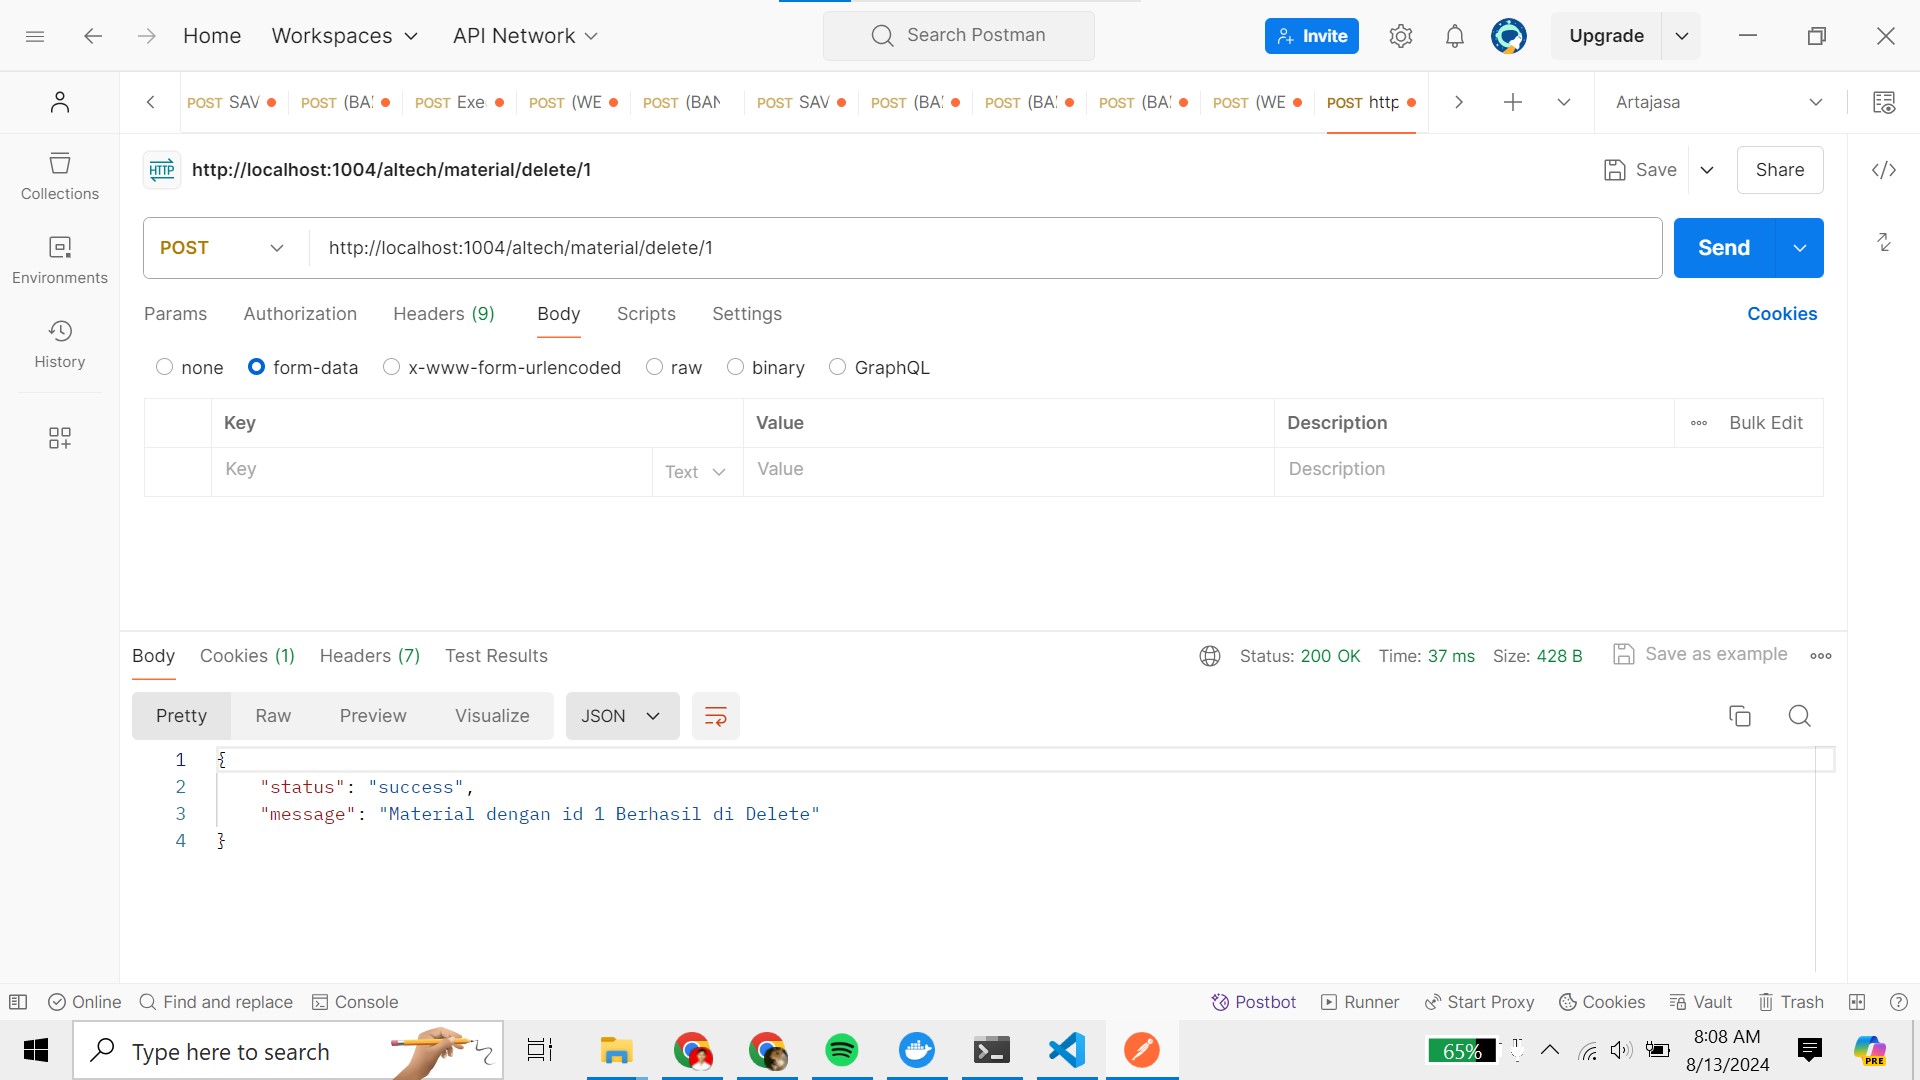 Home Workspaces API Network Search Postman Invite Upgrade
POST SAV POST (BA POST Exe POST (WE POST (BAN POST SAV POST (BA POST (BA POST (BA POST (WE POST http Artajasa
HTTP http://localhost:1004/altech/material/delete/1 Save Share
Collections
POST http://localhost:1004/altech/material/delete/1 Send
Environments
Params Authorization Headers (9) Body Scripts Settings Cookies
History
none form-data x-www-form-urlencoded raw binary GraphQL
Key Value Description Bulk Edit
Key Text Value Description
Body Cookies (1) Headers (7) Test Results Status: 200 OK Time: 37 ms Size: 428 B Save as example
Pretty Raw Preview Visualize JSON
1 {
2 "status": "success",
3 "message": "Material dengan id 1 Berhasil di Delete"
4 }
Online Find and replace Console Postbot Runner Start Proxy Cookies Vault Trash
Type here to search 65% 8:08 AM
8/13/2024 PRE